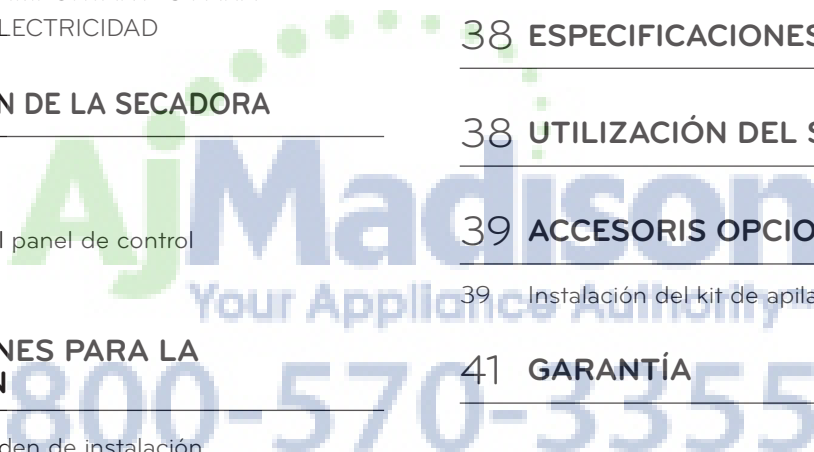 LECTRICIDAD
N DE LA SECADORA
l panel de control
NES PARA LA
N
den de instalación
38 ESPECIFICACIONES
38 UTILIZACIÓN DEL S
39 ACCESORIS OPCIO
39 Instalación del kit de apila
41 GARANTÍA
AjMadison
Your Appliance Authority
800-570-3355